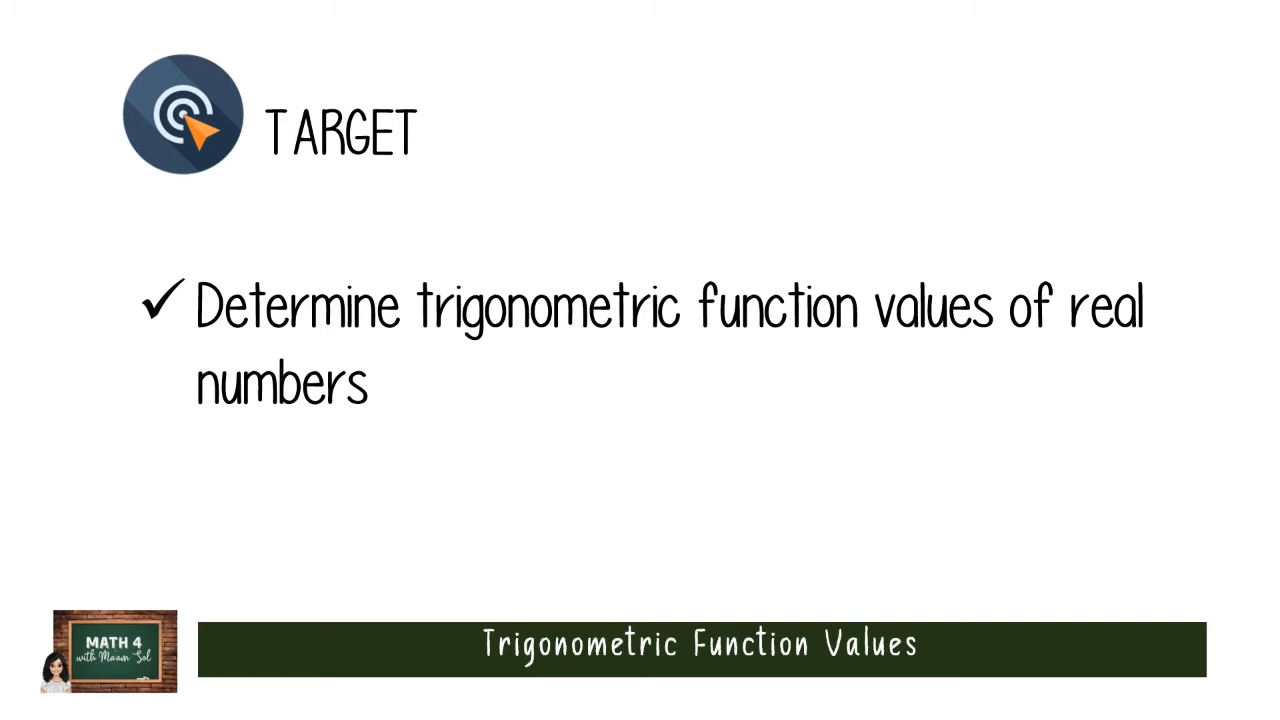 TARGET
✓ Determine trigonometric function values of real
numbers
MATH 4
with Ma'am Sol
Trigonometric Function Values